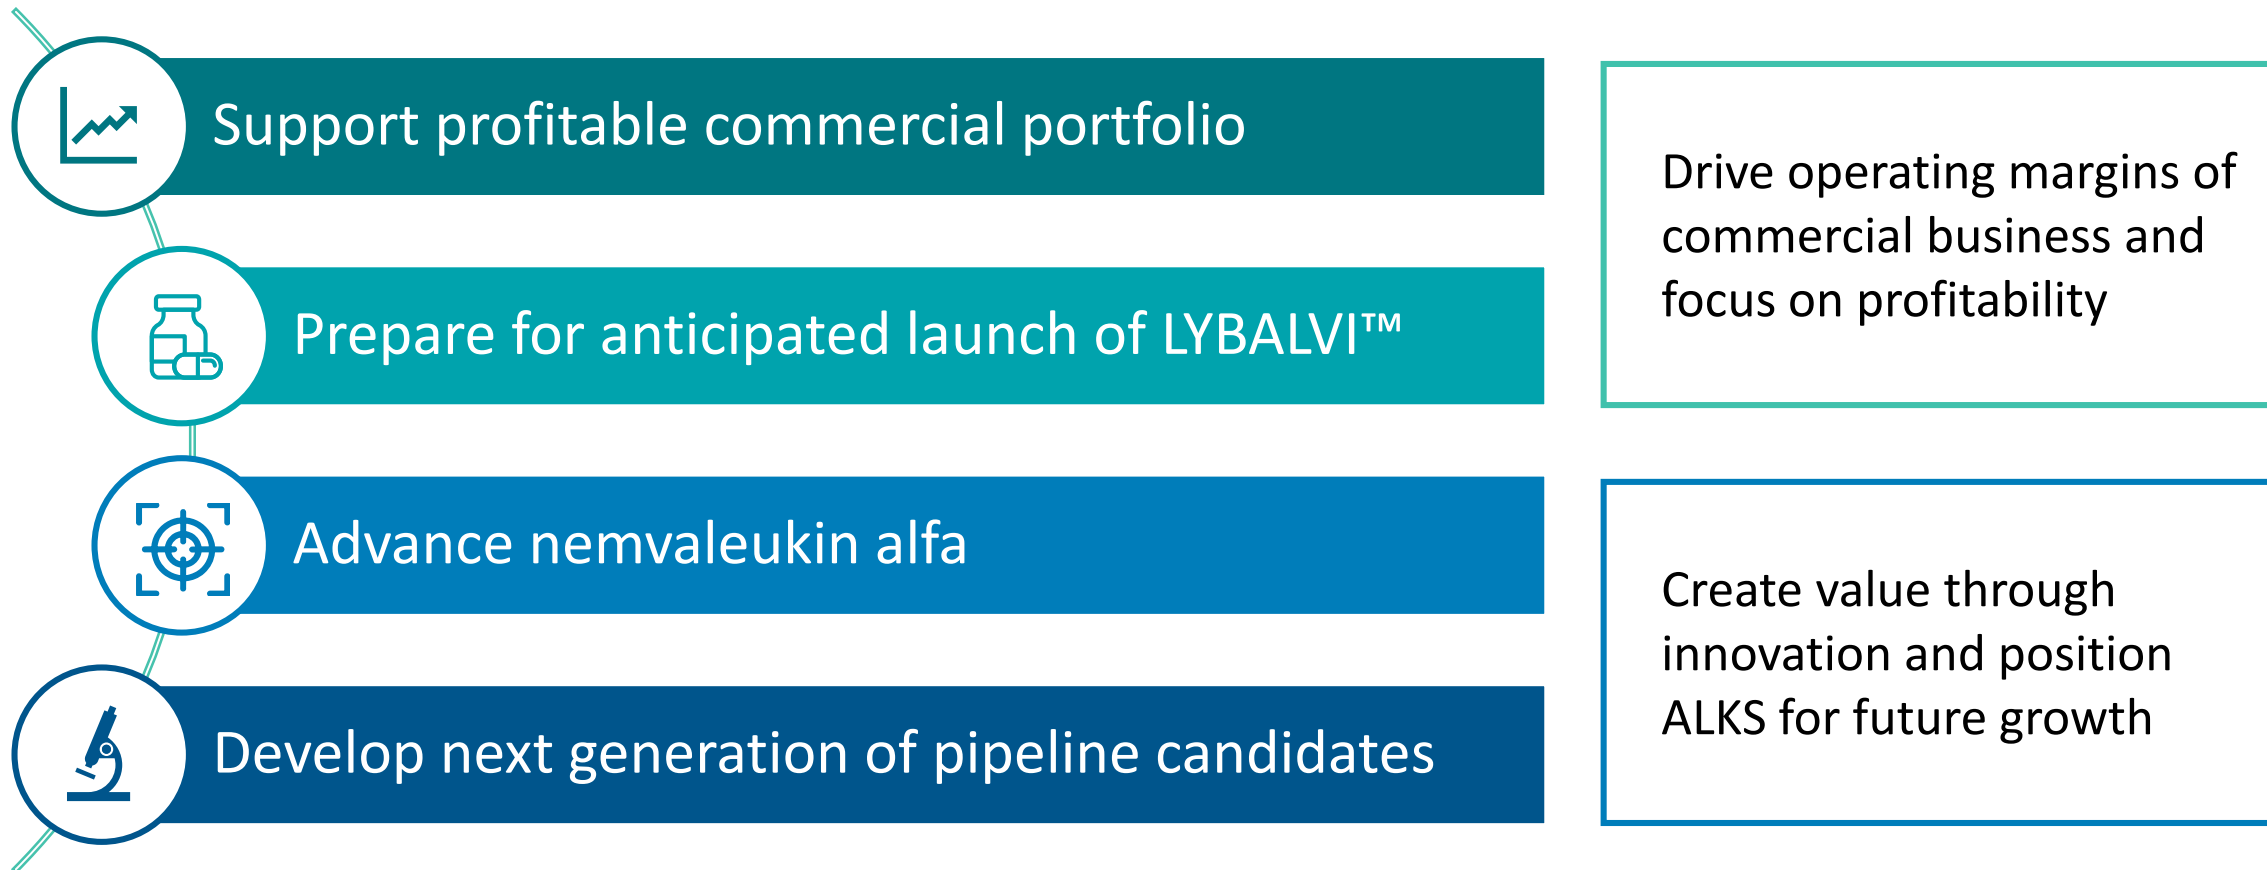 Support profitable commercial portfolio
Prepare for anticipated launch of LYBALVI™
Advance nemvaleukin alfa
Develop next generation of pipeline candidates
Drive operating margins of
commercial business and
focus on profitability
Create value through
innovation and position
ALKS for future growth